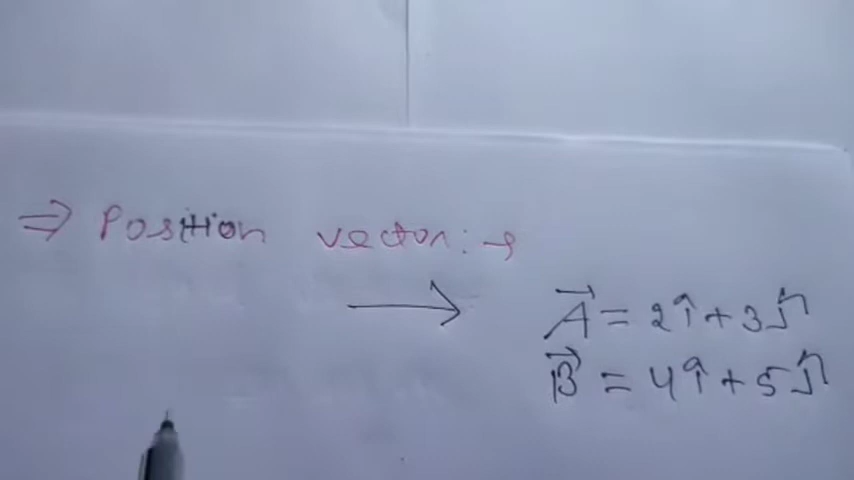 ⇒ Position vector :→
→
A⃗ = 2î + 3ĵ
B⃗ = 4î + 5ĵ